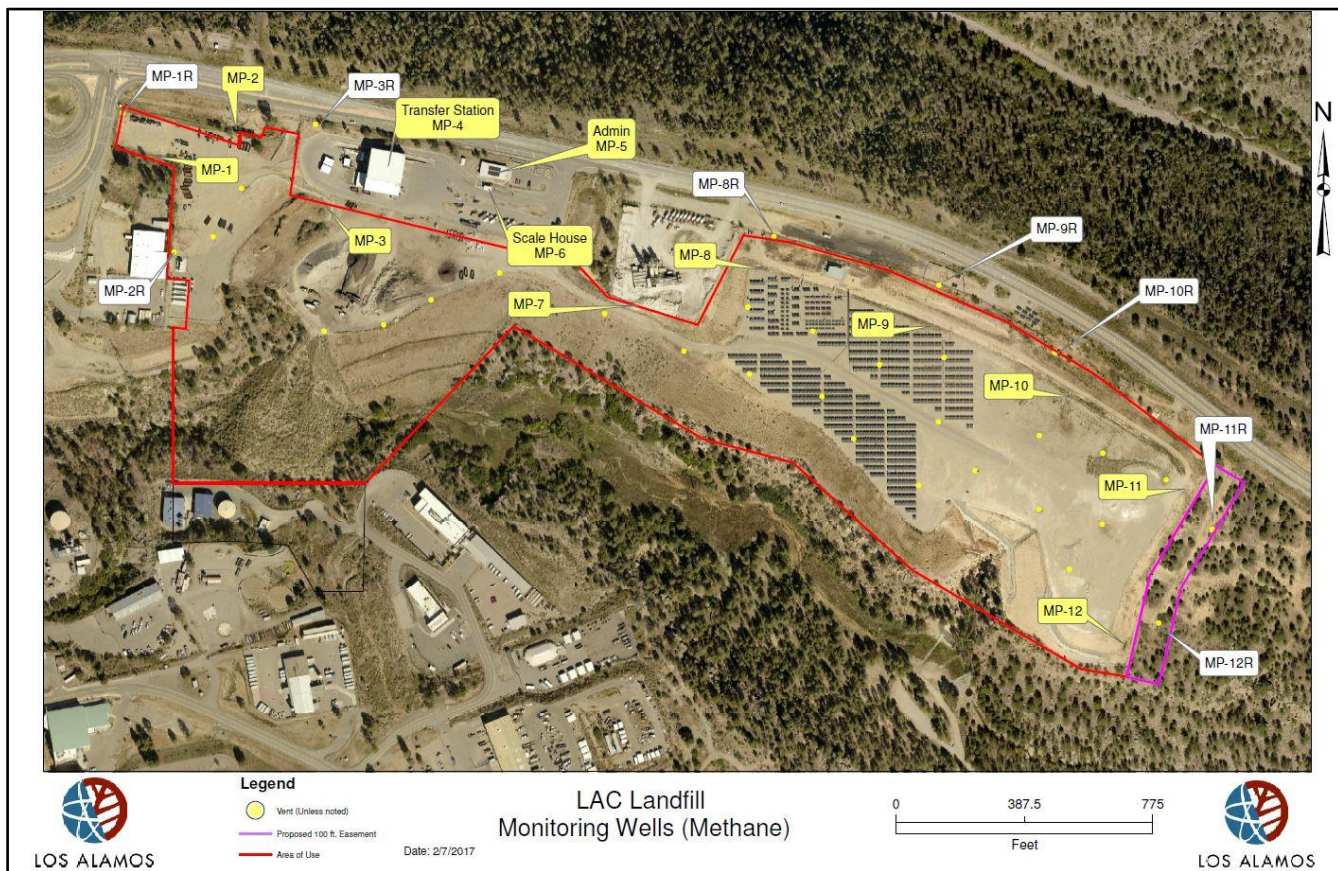 MP-1R
MP-2
MP-3R
Transfer Station
MP-4
Admin
MP-5
N
MP-1
MP-8R
MP-3
Scale House
MP-6
MP-8
MP-9R
MP-2R
MP-7
MP-10R
MP-9
MP-10
MP-11R
MP-11
MP-12
MP-12R
Legend
Vent (Unless noted)
Proposed 100 ft. Easement
Area of Use
Date: 2/7/2017
LAC Landfill
Monitoring Wells (Methane)
0 387.5 775
Feet
LOS ALAMOS
LOS ALAMOS